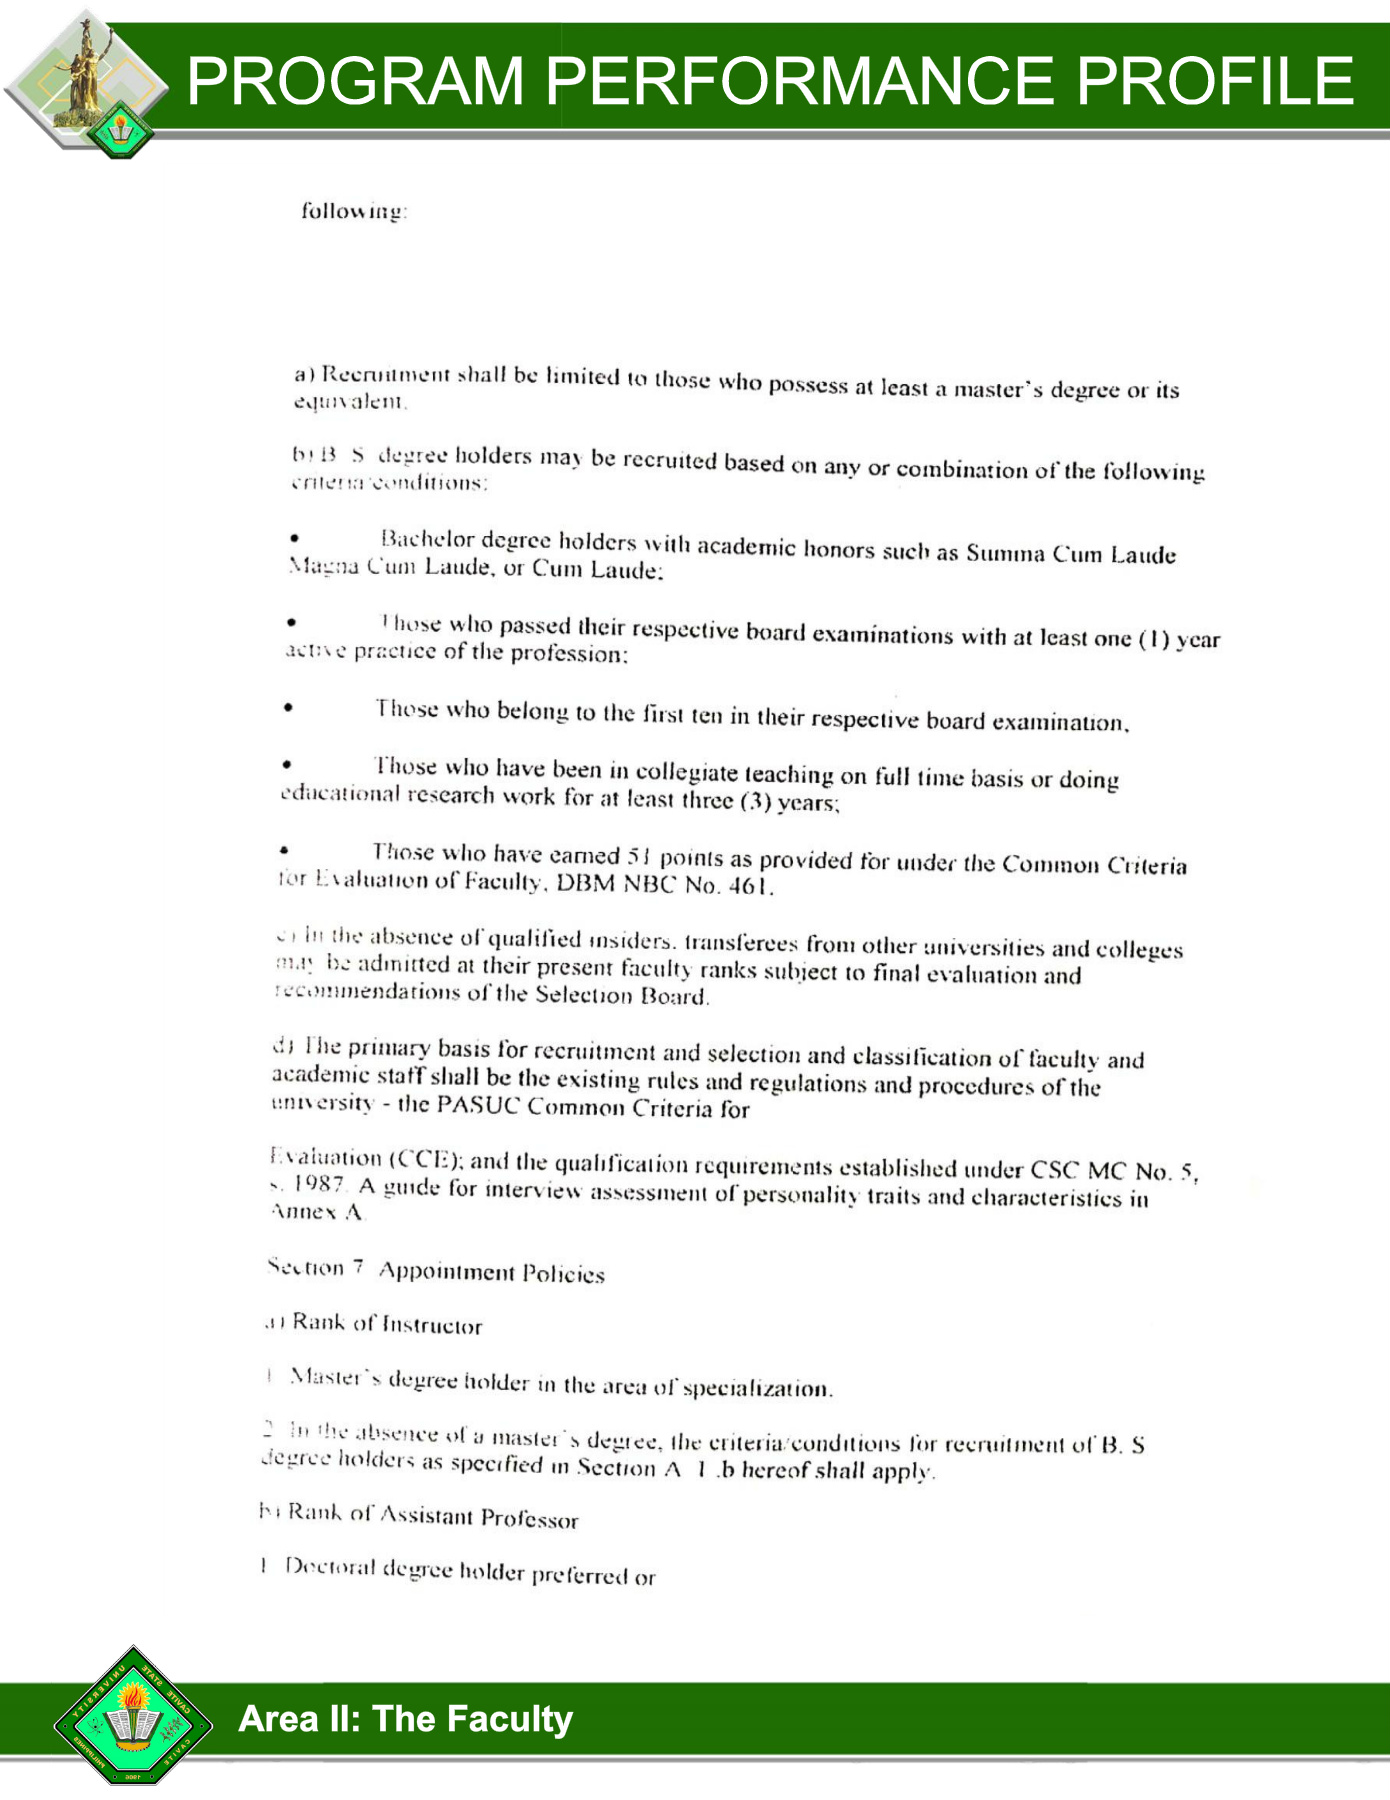 PROGRAM PERFORMANCE PROFILE
following:
a) Recruitment shall be limited to those who possess at least a master's degree or its
equivalent.
b) B S degree holders may be recruited based on any or combination of the following
criteria/conditions:
• Bachelor degree holders with academic honors such as Summa Cum Laude
Magna Cum Laude, or Cum Laude;
• Those who passed their respective board examinations with at least one (1) year
active practice of the profession;
• Those who belong to the first ten in their respective board examination,
• Those who have been in collegiate teaching on full time basis or doing
educational research work for at least three (3) years;
• Those who have earned 51 points as provided for under the Common Criteria
for Evaluation of Faculty, DBM NBC No. 461.
c) In the absence of qualified insiders, transferees from other universities and colleges
may be admitted at their present faculty ranks subject to final evaluation and
recommendations of the Selection Board.
d) The primary basis for recruitment and selection and classification of faculty and
academic staff shall be the existing rules and regulations and procedures of the
university - the PASUC Common Criteria for
Evaluation (CCE); and the qualification requirements established under CSC MC No. 5,
s. 1987. A guide for interview assessment of personality traits and characteristics in
Annex A.
Section 7 Appointment Policies
a) Rank of Instructor
1 Master's degree holder in the area of specialization.
2 In the absence of a master's degree, the criteria/conditions for recruitment of B. S
degree holders as specified in Section A 1 .b hereof shall apply.
b) Rank of Assistant Professor
1 Doctoral degree holder preferred or
CAVITE STATE UNIVERSITY
CAVITE
PHILIPPINES
1906
Area II: The Faculty